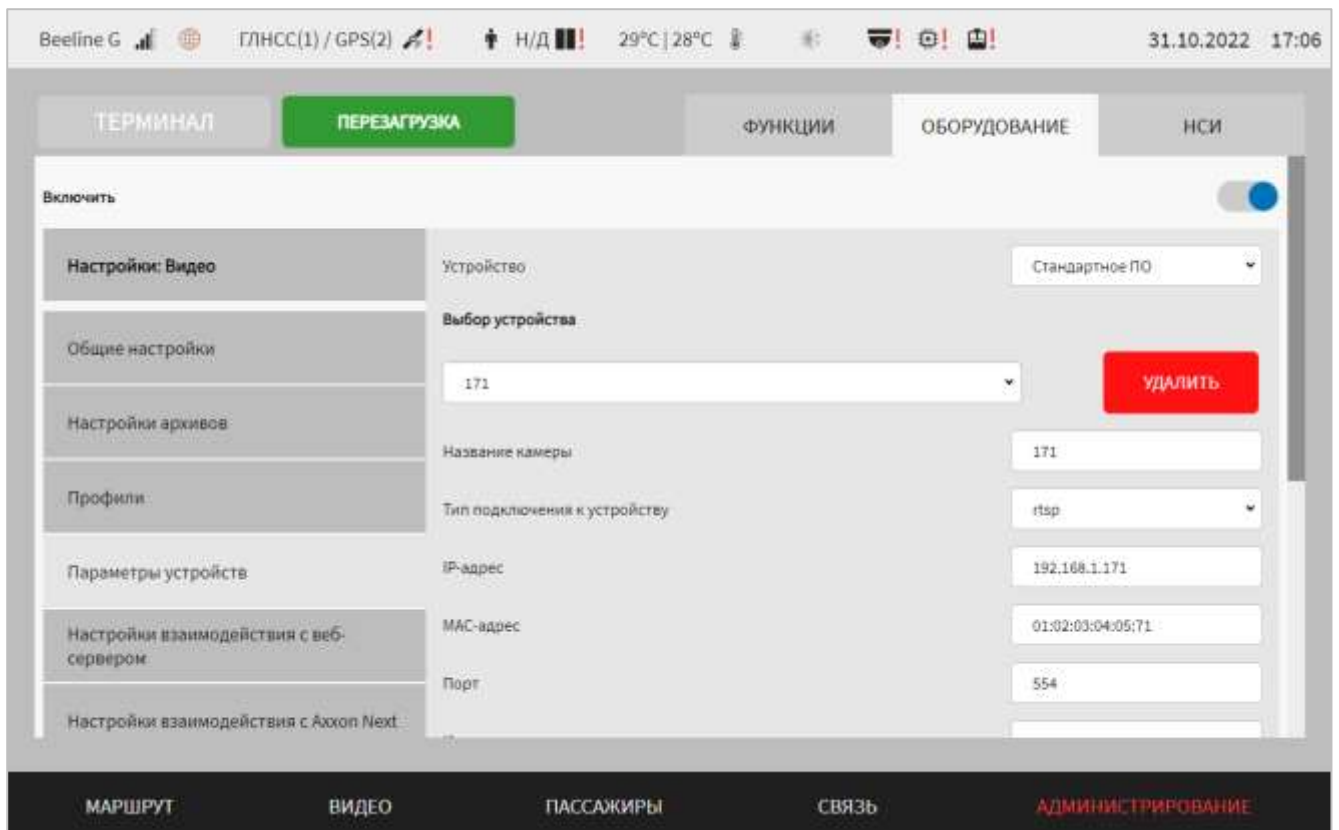 Beeline G ГЛНСС(1) / GPS(2) ! Н/Д ! 29°C | 28°C ! ! ! 31.10.2022 17:06
ТЕРМИНАЛ ПЕРЕЗАГРУЗКА ФУНКЦИИ ОБОРУДОВАНИЕ НСИ
Включить
Настройки: Видео
Общие настройки
Настройки архивов
Профили
Параметры устройств
Настройки взаимодействия с веб-
сервером
Настройки взаимодействия с Axxon Next
Устройство Стандартное ПО
Выбор устройства
171 УДАЛИТЬ
Название камеры 171
Тип подключения к устройству rtsp
IP-адрес 192.168.1.171
MAC-адрес 01:02:03:04:05:71
Порт 554
МАРШРУТ ВИДЕО ПАССАЖИРЫ СВЯЗЬ АДМИНИСТРИРОВАНИЕ